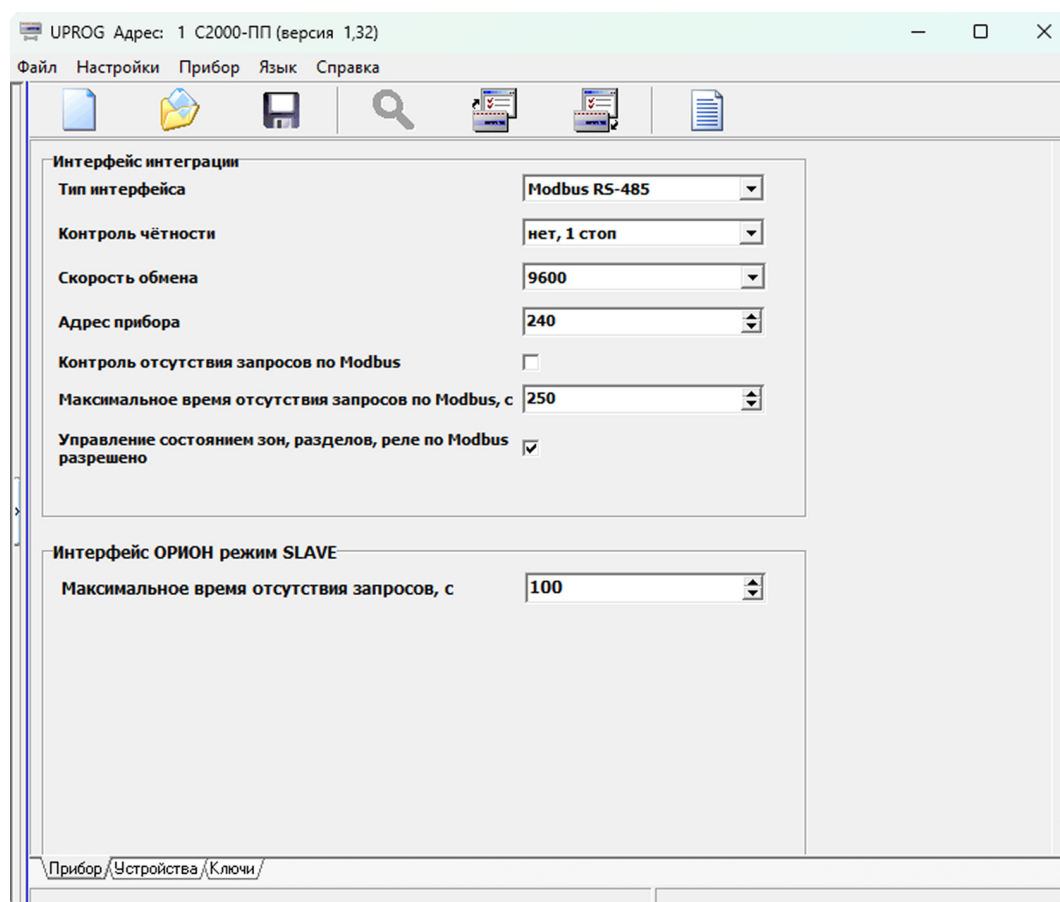 UPROG Адрес: 1 С2000-ПП (версия 1,32)
Файл Настройки Прибор Язык Справка
Интерфейс интеграции
Тип интерфейса Modbus RS-485
Контроль чётности нет, 1 стоп
Скорость обмена 9600
Адрес прибора 240
Контроль отсутствия запросов по Modbus
Максимальное время отсутствия запросов по Modbus, с 250
Управление состоянием зон, разделов, реле по Modbus
разрешено
Интерфейс ОРИОН режим SLAVE
Максимальное время отсутствия запросов, с 100
Прибор Устройства Ключи